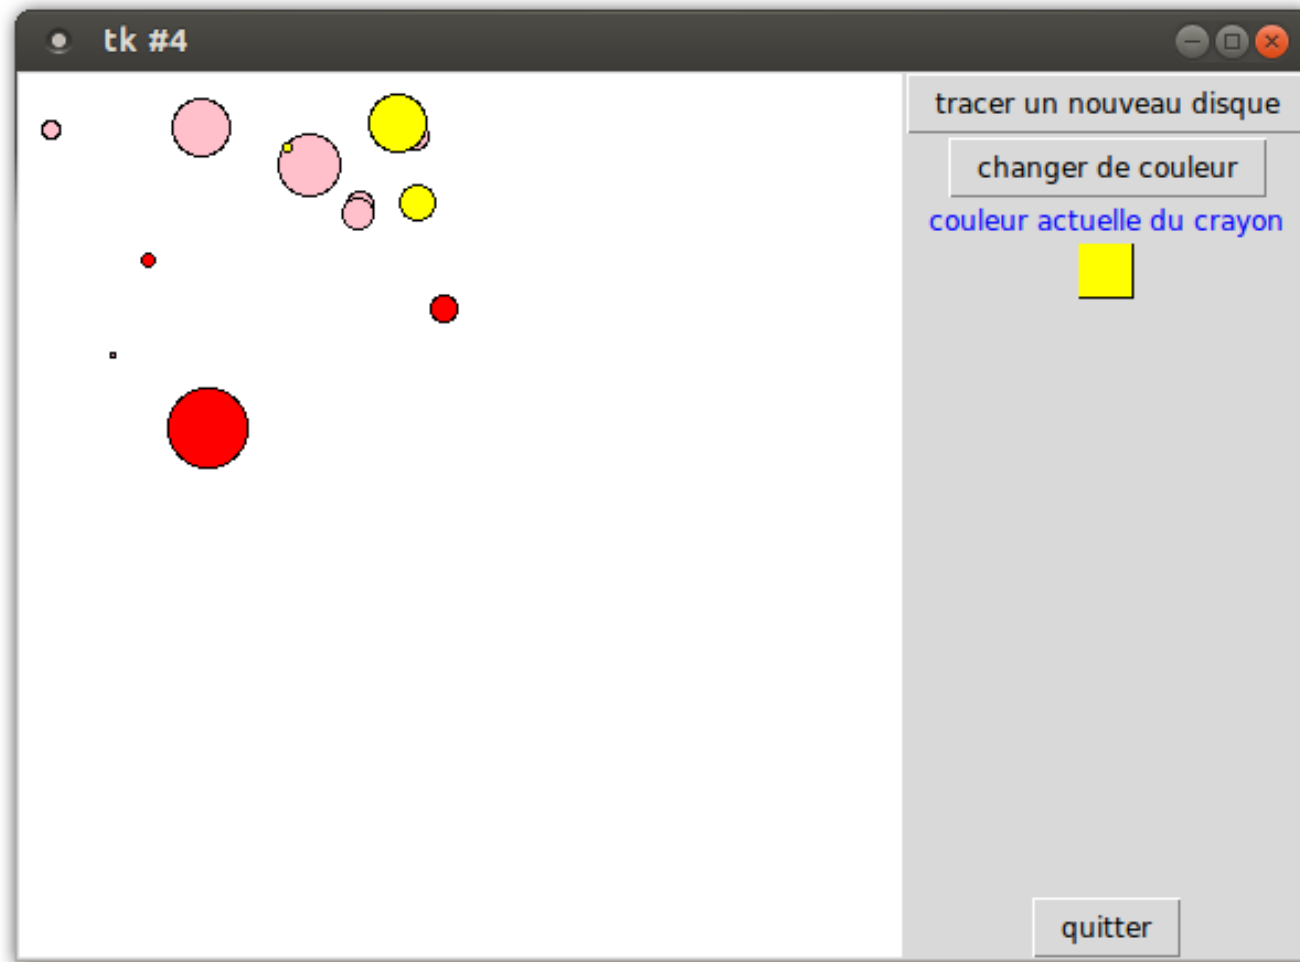 tk #4
tracer un nouveau disque
changer de couleur
couleur actuelle du crayon
quitter